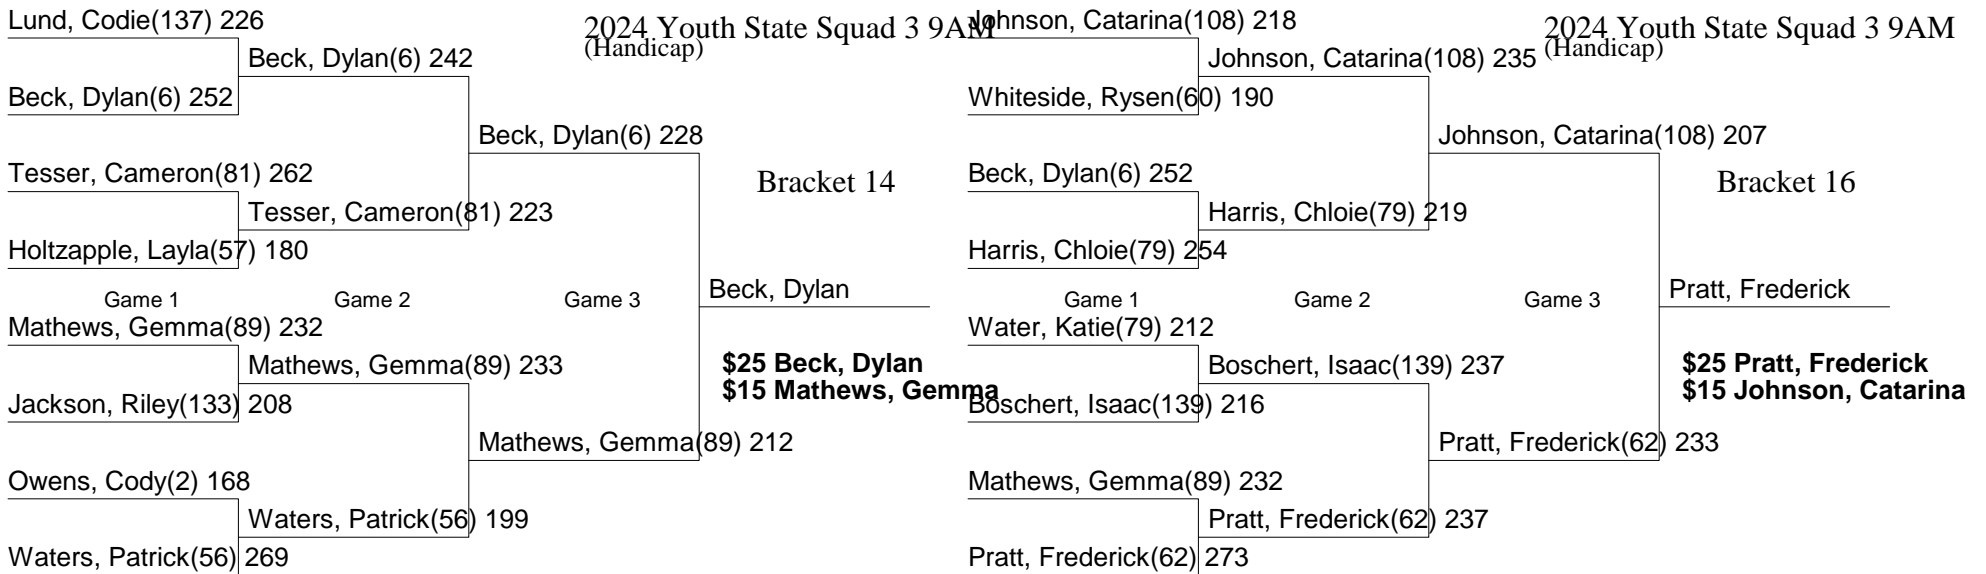 2024 Youth State Squad 3 9AM
(Handicap)
Lund, Codie(137) 226
Beck, Dylan(6) 242
Beck, Dylan(6) 252
Beck, Dylan(6) 228
Tesser, Cameron(81) 262
Bracket 14
Tesser, Cameron(81) 223
Holtzapple, Layla(57) 180
Game 1
Game 2
Game 3
Beck, Dylan
Mathews, Gemma(89) 232
Mathews, Gemma(89) 233
$25 Beck, Dylan
$15 Mathews, Gemma
Jackson, Riley(133) 208
Mathews, Gemma(89) 212
Owens, Cody(2) 168
Waters, Patrick(56) 199
Waters, Patrick(56) 269
2024 Youth State Squad 3 9AM
(Handicap)
Johnson, Catarina(108) 218
Johnson, Catarina(108) 235
Whiteside, Rysen(60) 190
Johnson, Catarina(108) 207
Beck, Dylan(6) 252
Bracket 16
Harris, Chloie(79) 219
Harris, Chloie(79) 254
Game 1
Game 2
Game 3
Pratt, Frederick
Water, Katie(79) 212
Boschert, Isaac(139) 237
$25 Pratt, Frederick
$15 Johnson, Catarina
Boschert, Isaac(139) 216
Pratt, Frederick(62) 233
Mathews, Gemma(89) 232
Pratt, Frederick(62) 237
Pratt, Frederick(62) 273